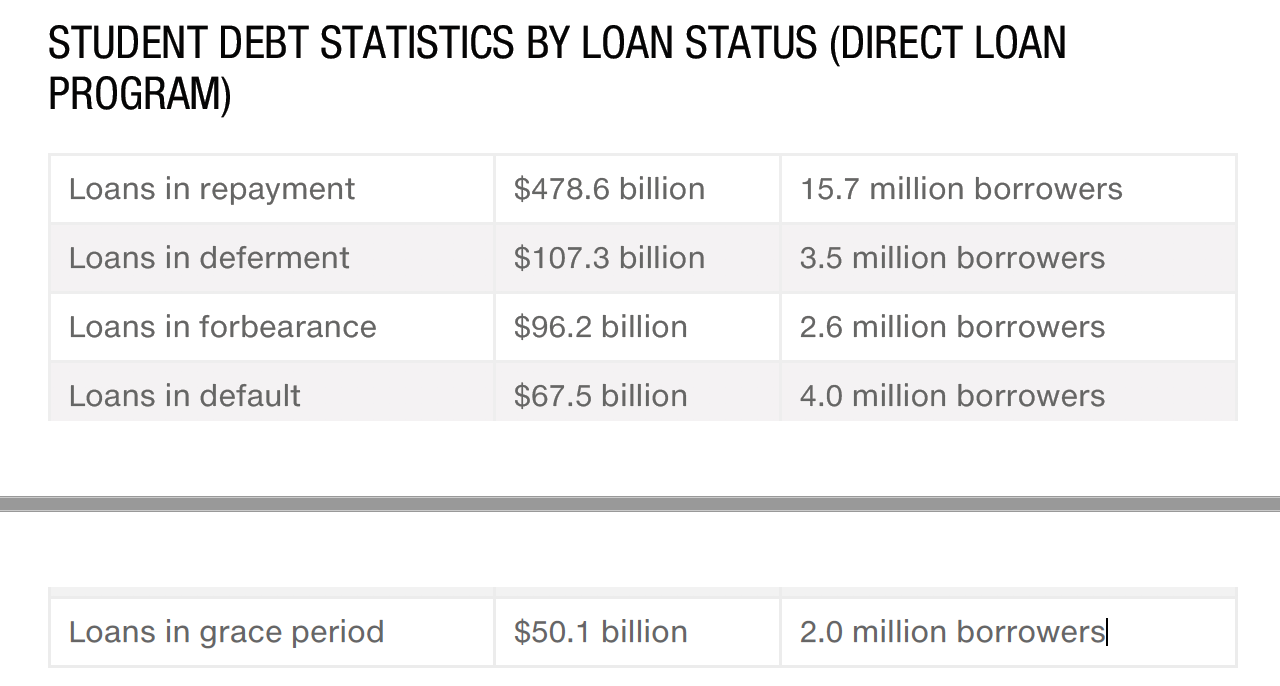 STUDENT DEBT STATISTICS BY LOAN STATUS (DIRECT LOAN
PROGRAM)
Loans in repayment $478.6 billion 15.7 million borrowers
Loans in deferment $107.3 billion 3.5 million borrowers
Loans in forbearance $96.2 billion 2.6 million borrowers
Loans in default $67.5 billion 4.0 million borrowers
Loans in grace period $50.1 billion 2.0 million borrowers